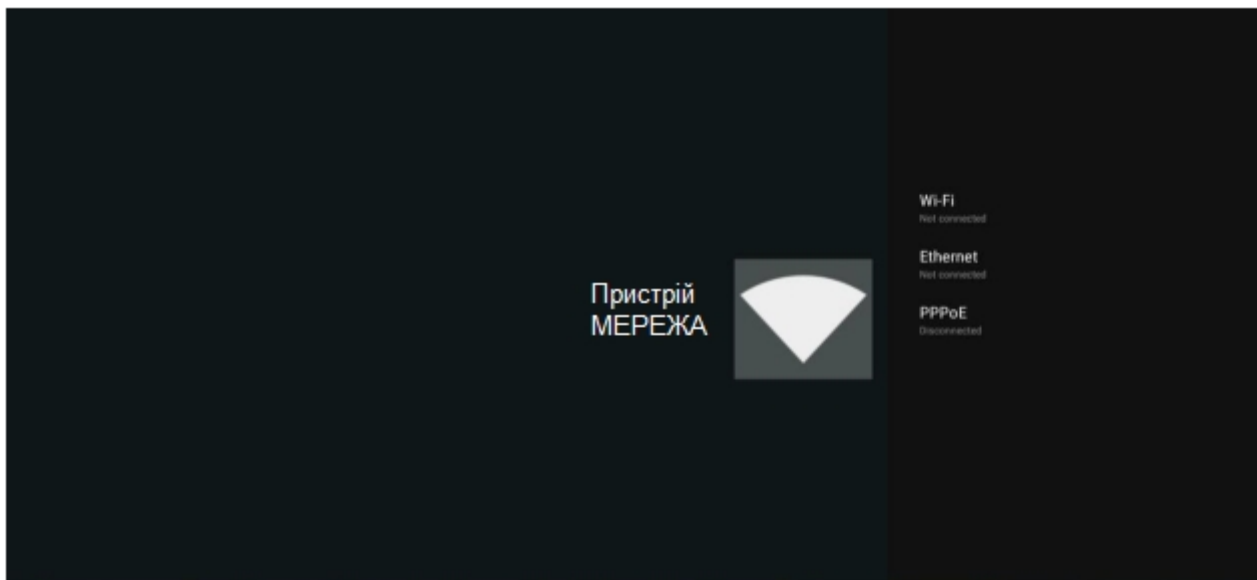 Пристрій
МЕРЕЖА
Wi-Fi
Not connected
Ethernet
Not connected
PPPoE
Disconnected